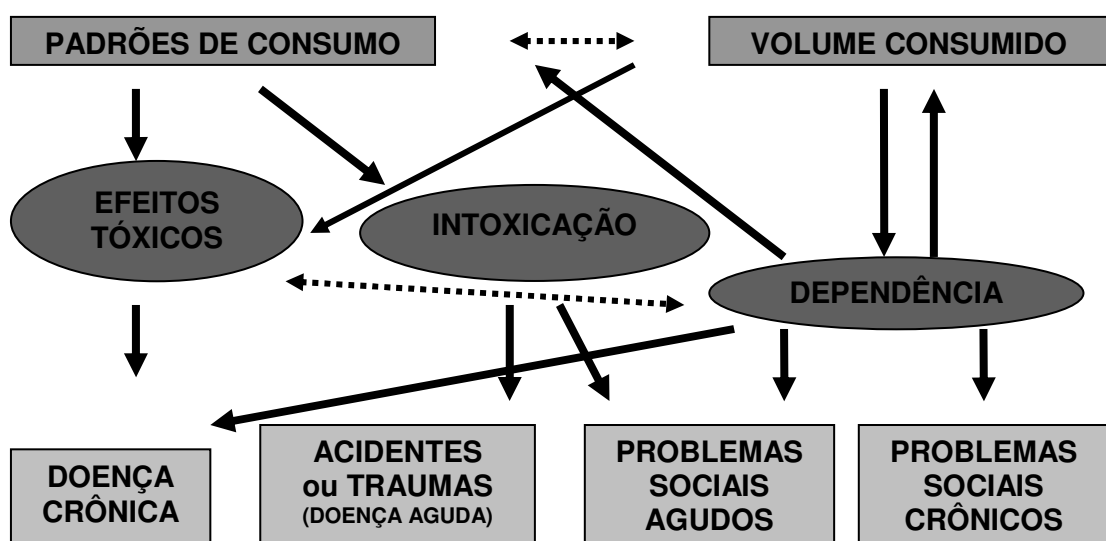 PADRÕES DE CONSUMO
VOLUME CONSUMIDO
EFEITOS
TÓXICOS
INTOXICAÇÃO
DEPENDÊNCIA
DOENÇA
CRÔNICA
ACIDENTES
ou TRAUMAS
(DOENÇA AGUDA)
PROBLEMAS
SOCIAIS
AGUDOS
PROBLEMAS
SOCIAIS
CRÔNICOS